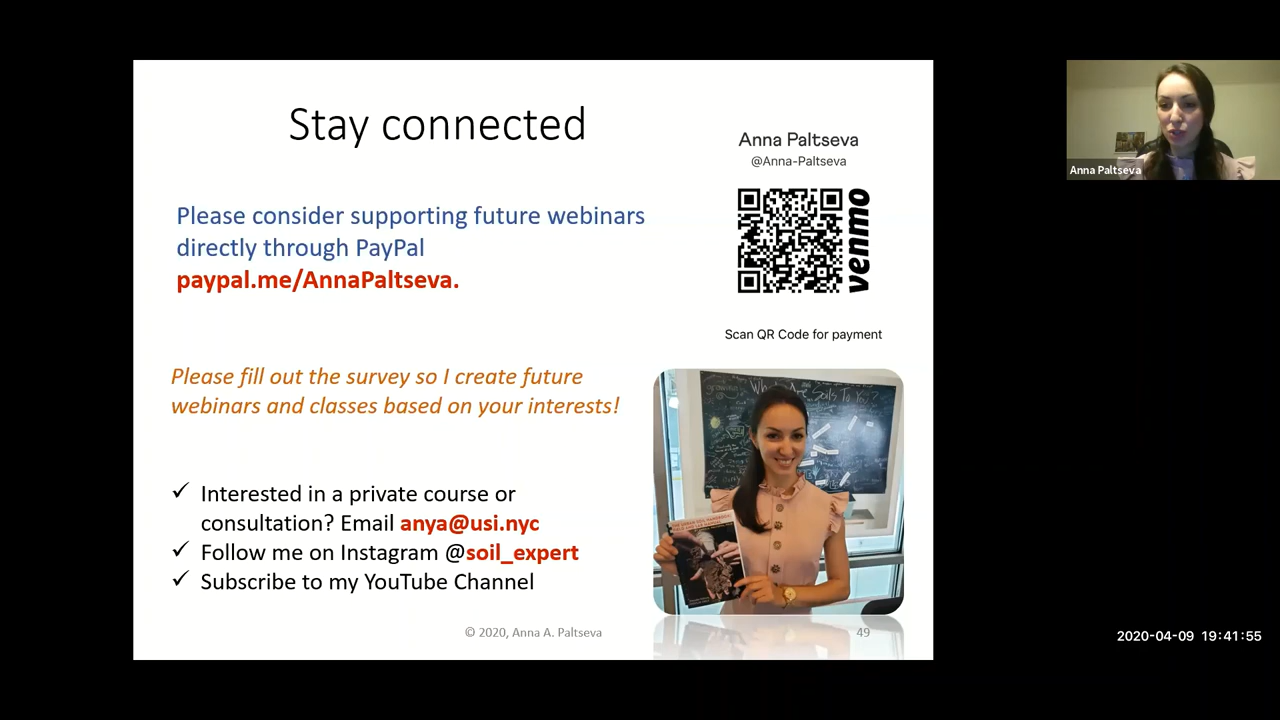 Stay connected
Anna Paltseva
@Anna-Paltseva
venmo
Scan QR Code for payment
Please consider supporting future webinars
directly through PayPal
paypal.me/AnnaPaltseva.
Please fill out the survey so I create future
webinars and classes based on your interests!
✓ Interested in a private course or
consultation? Email anya@usi.nyc
✓ Follow me on Instagram @soil_expert
✓ Subscribe to my YouTube Channel
© 2020, Anna A. Paltseva
49
Anna Paltseva
2020-04-09 19:41:55